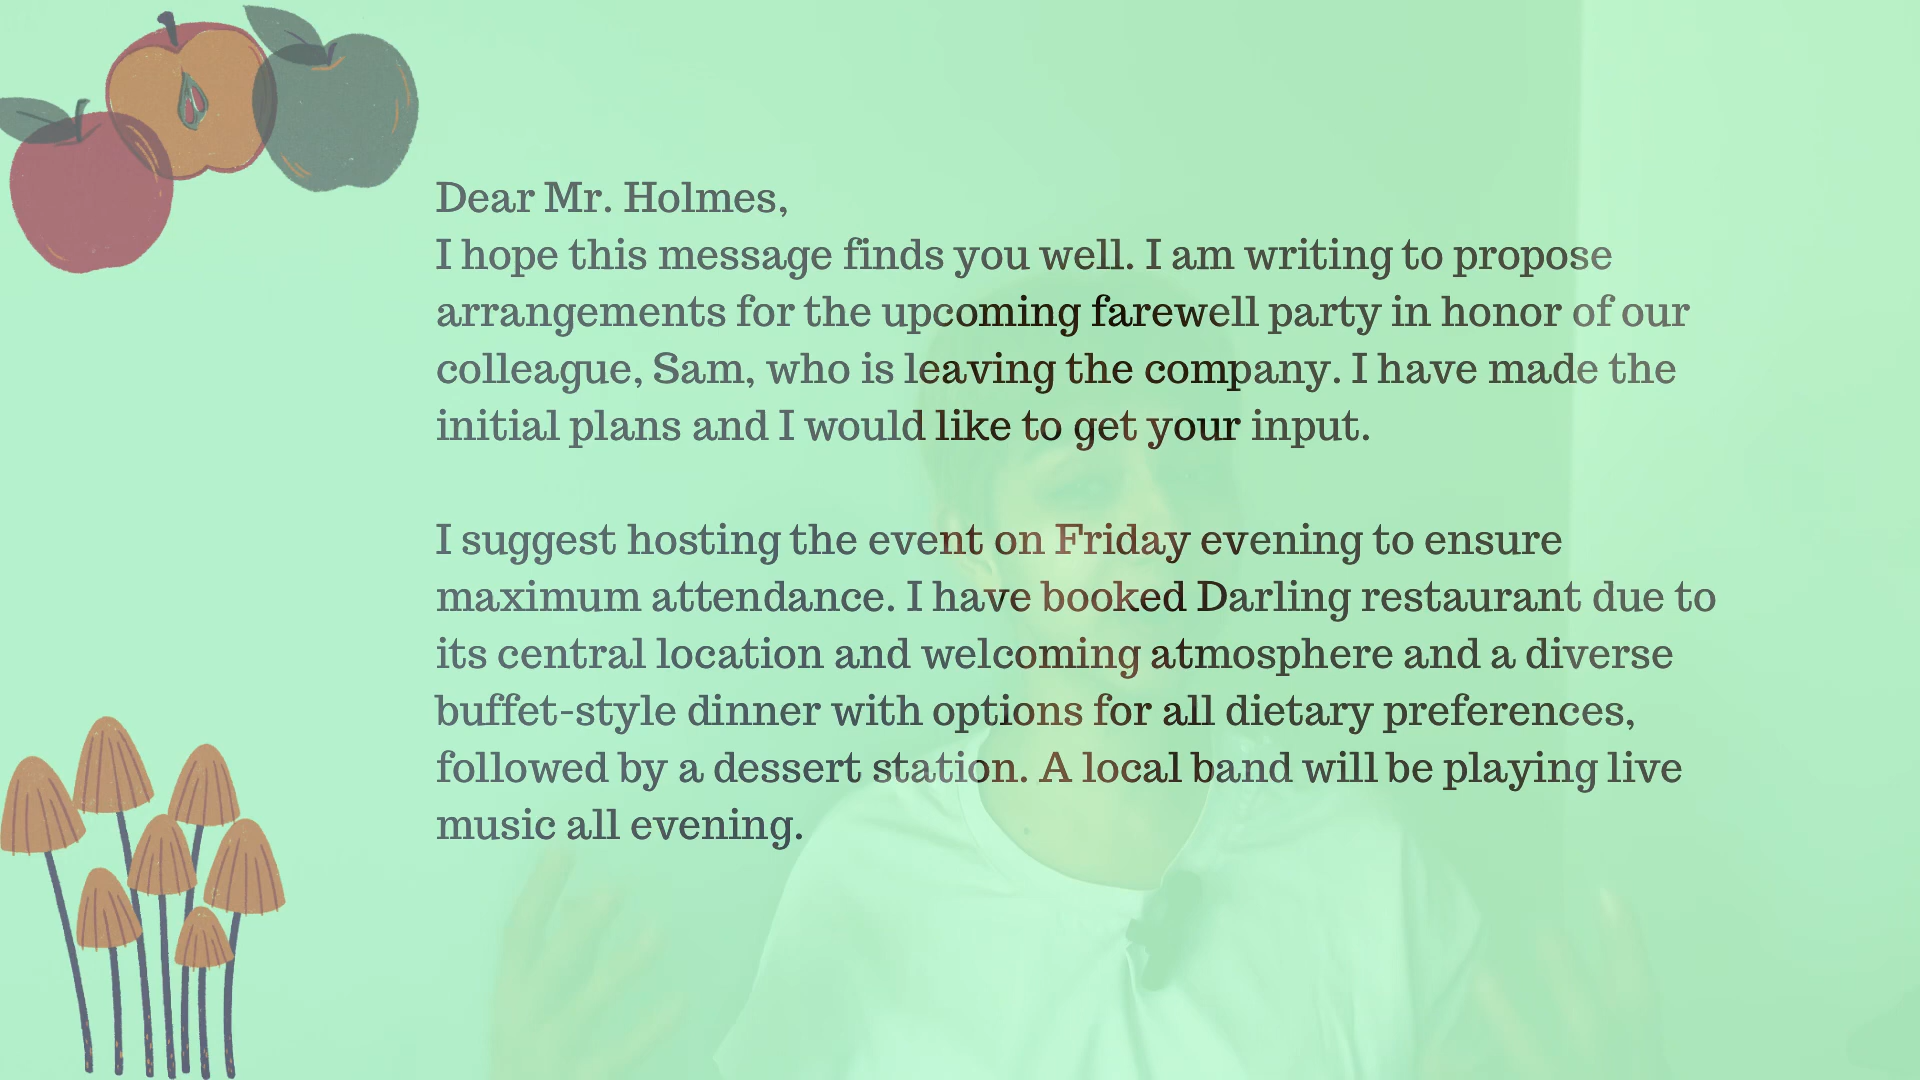 Dear Mr. Holmes,
I hope this message finds you well. I am writing to propose
arrangements for the upcoming farewell party in honor of our
colleague, Sam, who is leaving the company. I have made the
initial plans and I would like to get your input.
I suggest hosting the event on Friday evening to ensure
maximum attendance. I have booked Darling restaurant due to
its central location and welcoming atmosphere and a diverse
buffet-style dinner with options for all dietary preferences,
followed by a dessert station. A local band will be playing live
music all evening.